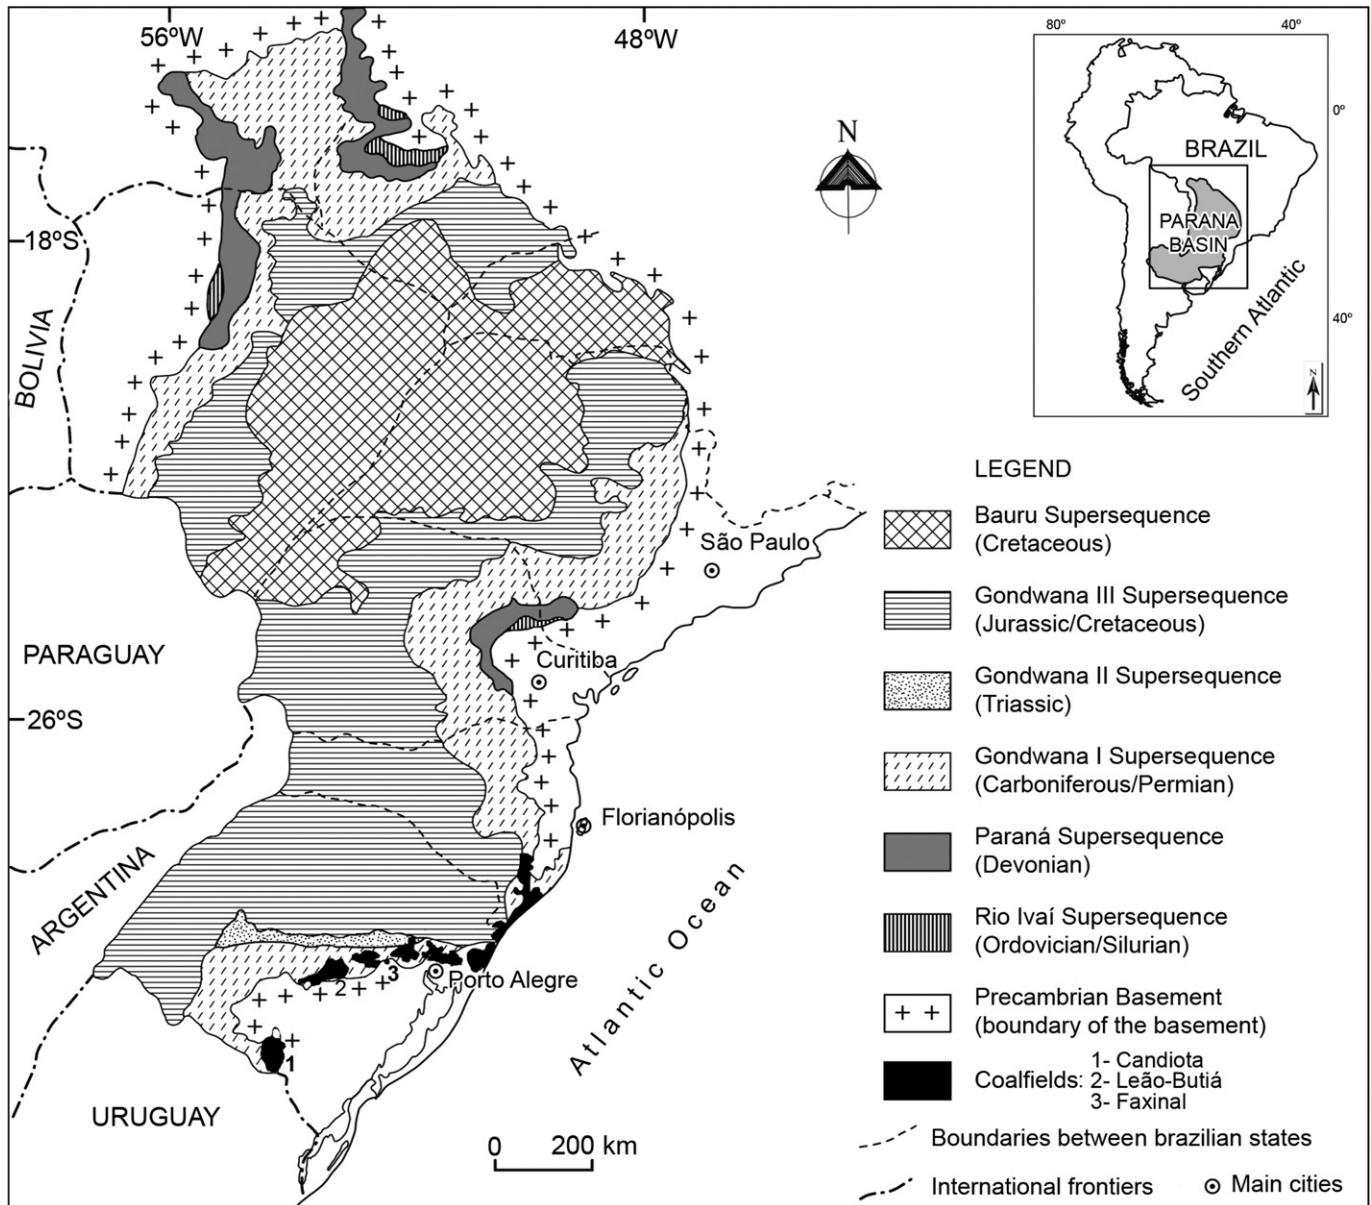 56ºW
48ºW
18ºS
26ºS
BOLIVIA
PARAGUAY
ARGENTINA
URUGUAY
São Paulo
Curitiba
Florianópolis
Porto Alegre
Atlantic Ocean
1
2
3
0 200 km
N
80º
40º
0º
40º
BRAZIL
PARANA
BASIN
Southern Atlantic
N
LEGEND
Bauru Supersequence
(Cretaceous)
Gondwana III Supersequence
(Jurassic/Cretaceous)
Gondwana II Supersequence
(Triassic)
Gondwana I Supersequence
(Carboniferous/Permian)
Paraná Supersequence
(Devonian)
Rio Ivaí Supersequence
(Ordovician/Silurian)
Precambrian Basement
(boundary of the basement)
Coalfields:
1- Candiota
2- Leão-Butiá
3- Faxinal
Boundaries between brazilian states
International frontiers
Main cities